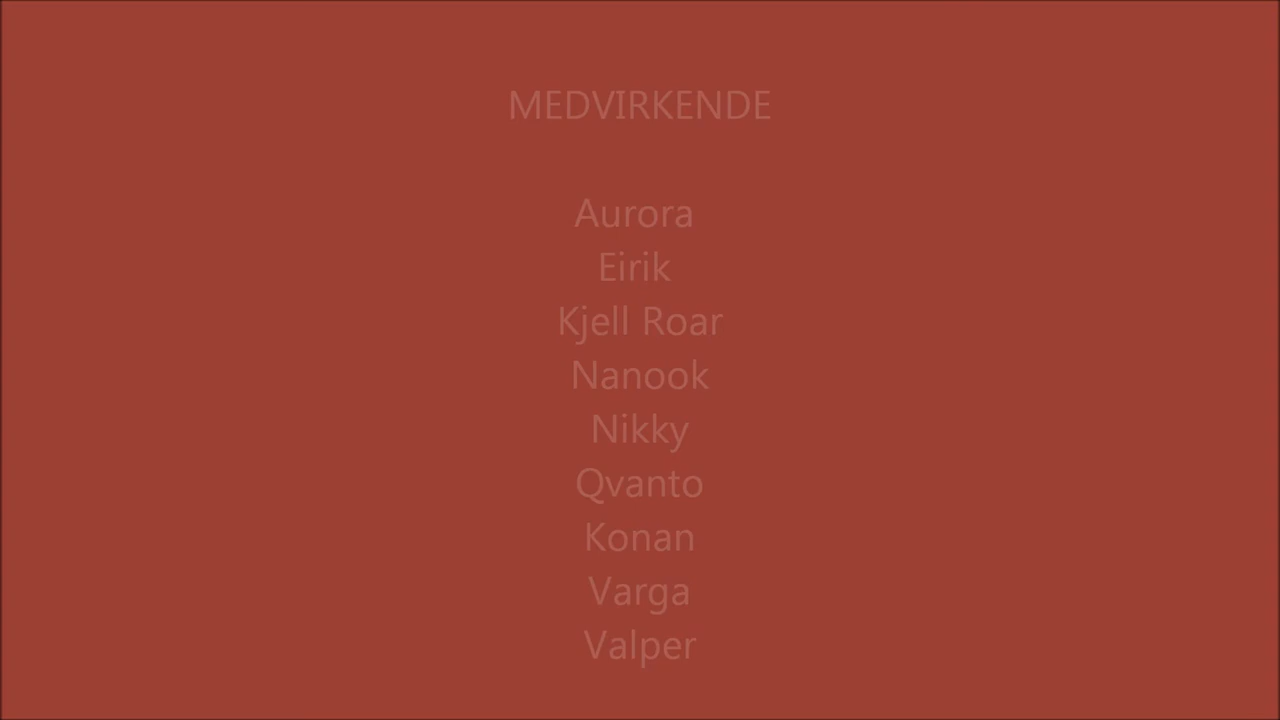 MEDVIRKENDE
Aurora
Eirik
Kjell Roar
Nanook
Nikky
Qvanto
Konan
Varga
Valper